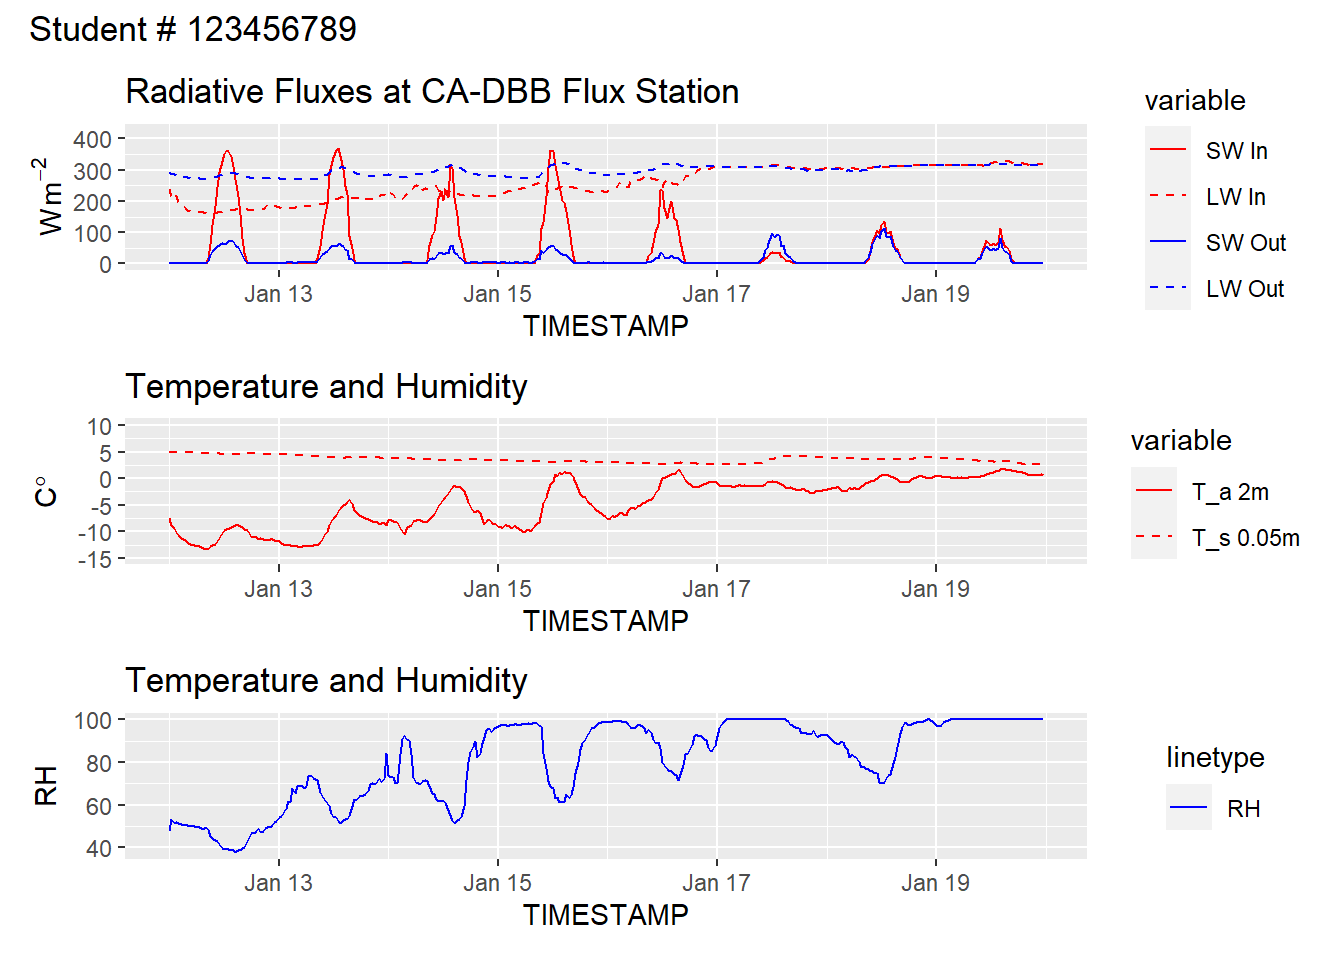 Student # 123456789
Radiative Fluxes at CA-DBB Flux Station
400
300
200
100
0
Wm⁻²
Jan 13 Jan 15 Jan 17 Jan 19
TIMESTAMP
variable
SW In
LW In
SW Out
LW Out
Temperature and Humidity
10
5
0
-5
-10
-15
C°
Jan 13 Jan 15 Jan 17 Jan 19
TIMESTAMP
variable
T_a 2m
T_s 0.05m
Temperature and Humidity
100
80
60
40
RH
Jan 13 Jan 15 Jan 17 Jan 19
TIMESTAMP
linetype
RH